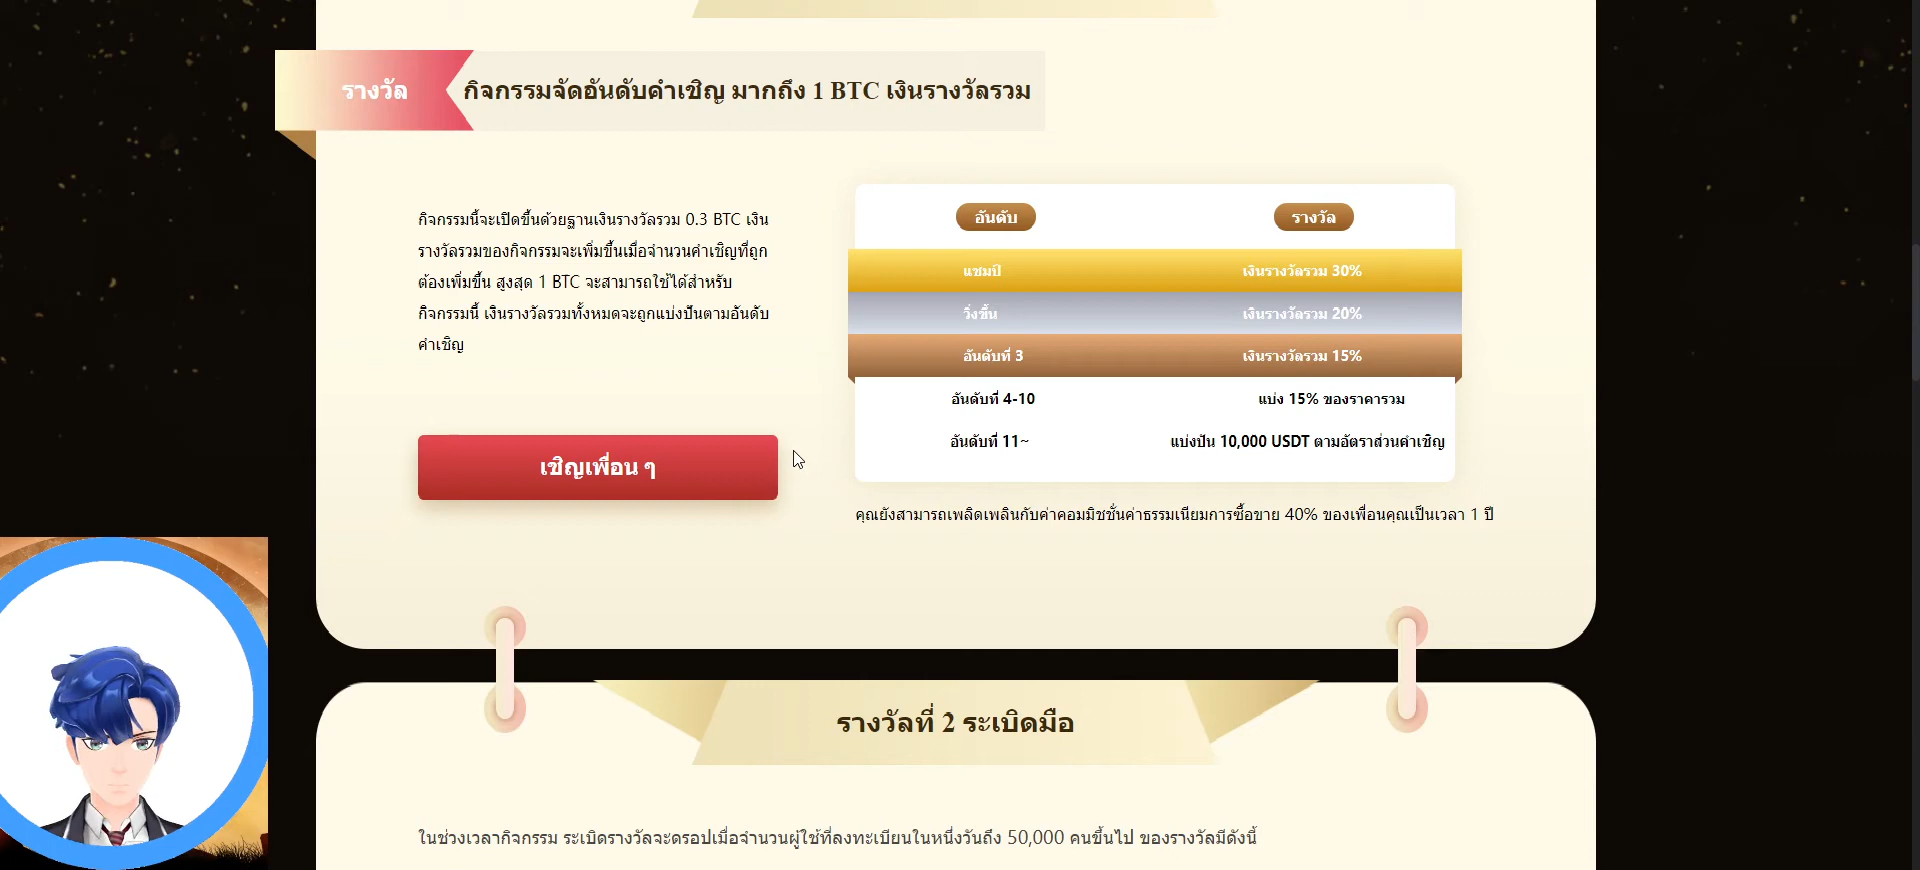 รางวัล
กิจกรรมจัดอันดับคำเชิญ มากถึง 1 BTC เงินรางวัลรวม
กิจกรรมนี้จะเปิดขึ้นด้วยฐานเงินรางวัลรวม 0.3 BTC เงิน
รางวัลรวมของกิจกรรมจะเพิ่มขึ้นเมื่อจำนวนคำเชิญที่ถูก
ต้องเพิ่มขึ้น สูงสุด 1 BTC จะสามารถใช้ได้สำหรับ
กิจกรรมนี้ เงินรางวัลรวมทั้งหมดจะถูกแบ่งปันตามอันดับ
คำเชิญ
เชิญเพื่อน ๆ
อันดับ รางวัล
แชมป์ เงินรางวัลรวม 30%
วิ่งขึ้น เงินรางวัลรวม 20%
อันดับที่ 3 เงินรางวัลรวม 15%
อันดับที่ 4-10 แบ่ง 15% ของราคารวม
อันดับที่ 11~ แบ่งปัน 10,000 USDT ตามอัตราส่วนคำเชิญ
คุณยังสามารถเพลิดเพลินกับค่าคอมมิชชั่นค่าธรรมเนียมการซื้อขาย 40% ของเพื่อนคุณเป็นเวลา 1 ปี
รางวัลที่ 2 ระเบิดมือ
ในช่วงเวลากิจกรรม ระเบิดรางวัลจะดรอปเมื่อจำนวนผู้ใช้ที่ลงทะเบียนในหนึ่งวันถึง 50,000 คนขึ้นไป ของรางวัลมีดังนี้